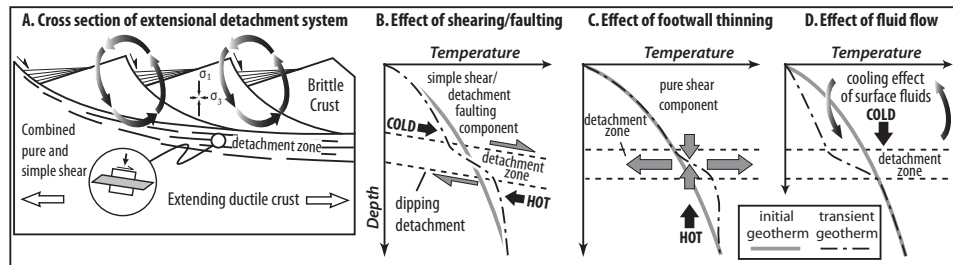 A. Cross section of extensional detachment system
σ1
σ3
Brittle
Crust
Combined
pure and
simple shear
detachment zone
Extending ductile crust
B. Effect of shearing/faulting
Temperature
simple shear/
detachment
faulting
component
COLD
detachment
zone
HOT
dipping
detachment
Depth
C. Effect of footwall thinning
Temperature
pure shear
component
detachment
zone
HOT
D. Effect of fluid flow
Temperature
cooling effect
of surface fluids
COLD
detachment
zone
initial
geotherm
transient
geotherm